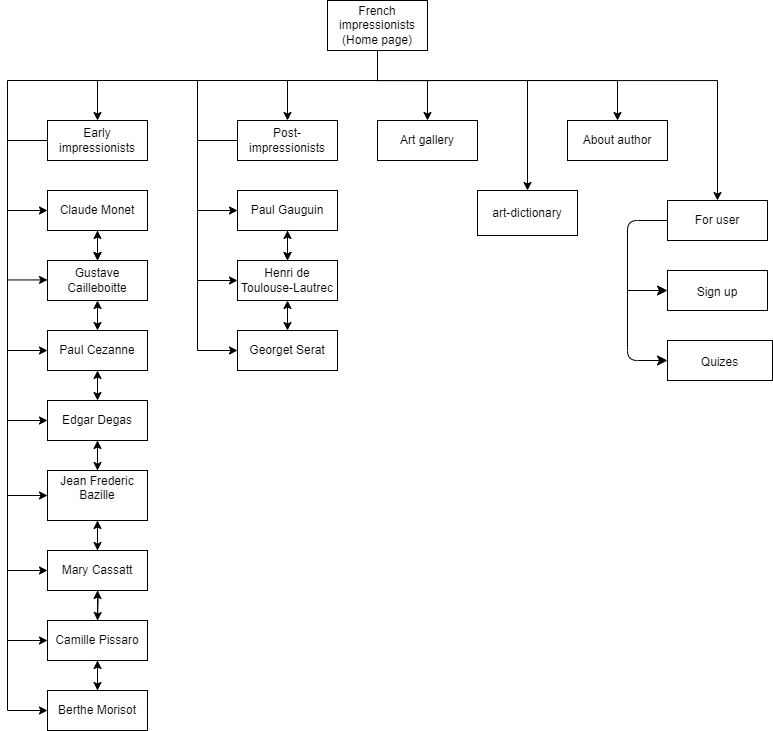 French
impressionists
(Home page)
Early
impressionists
Post-
impressionists
Art gallery
About author
art-dictionary
For user
Claude Monet
Paul Gauguin
Gustave
Cailleboitte
Henri de
Toulouse-Lautrec
Sign up
Paul Cezanne
Georget Serat
Quizes
Edgar Degas
Jean Frederic
Bazille
Mary Cassatt
Camille Pissaro
Berthe Morisot